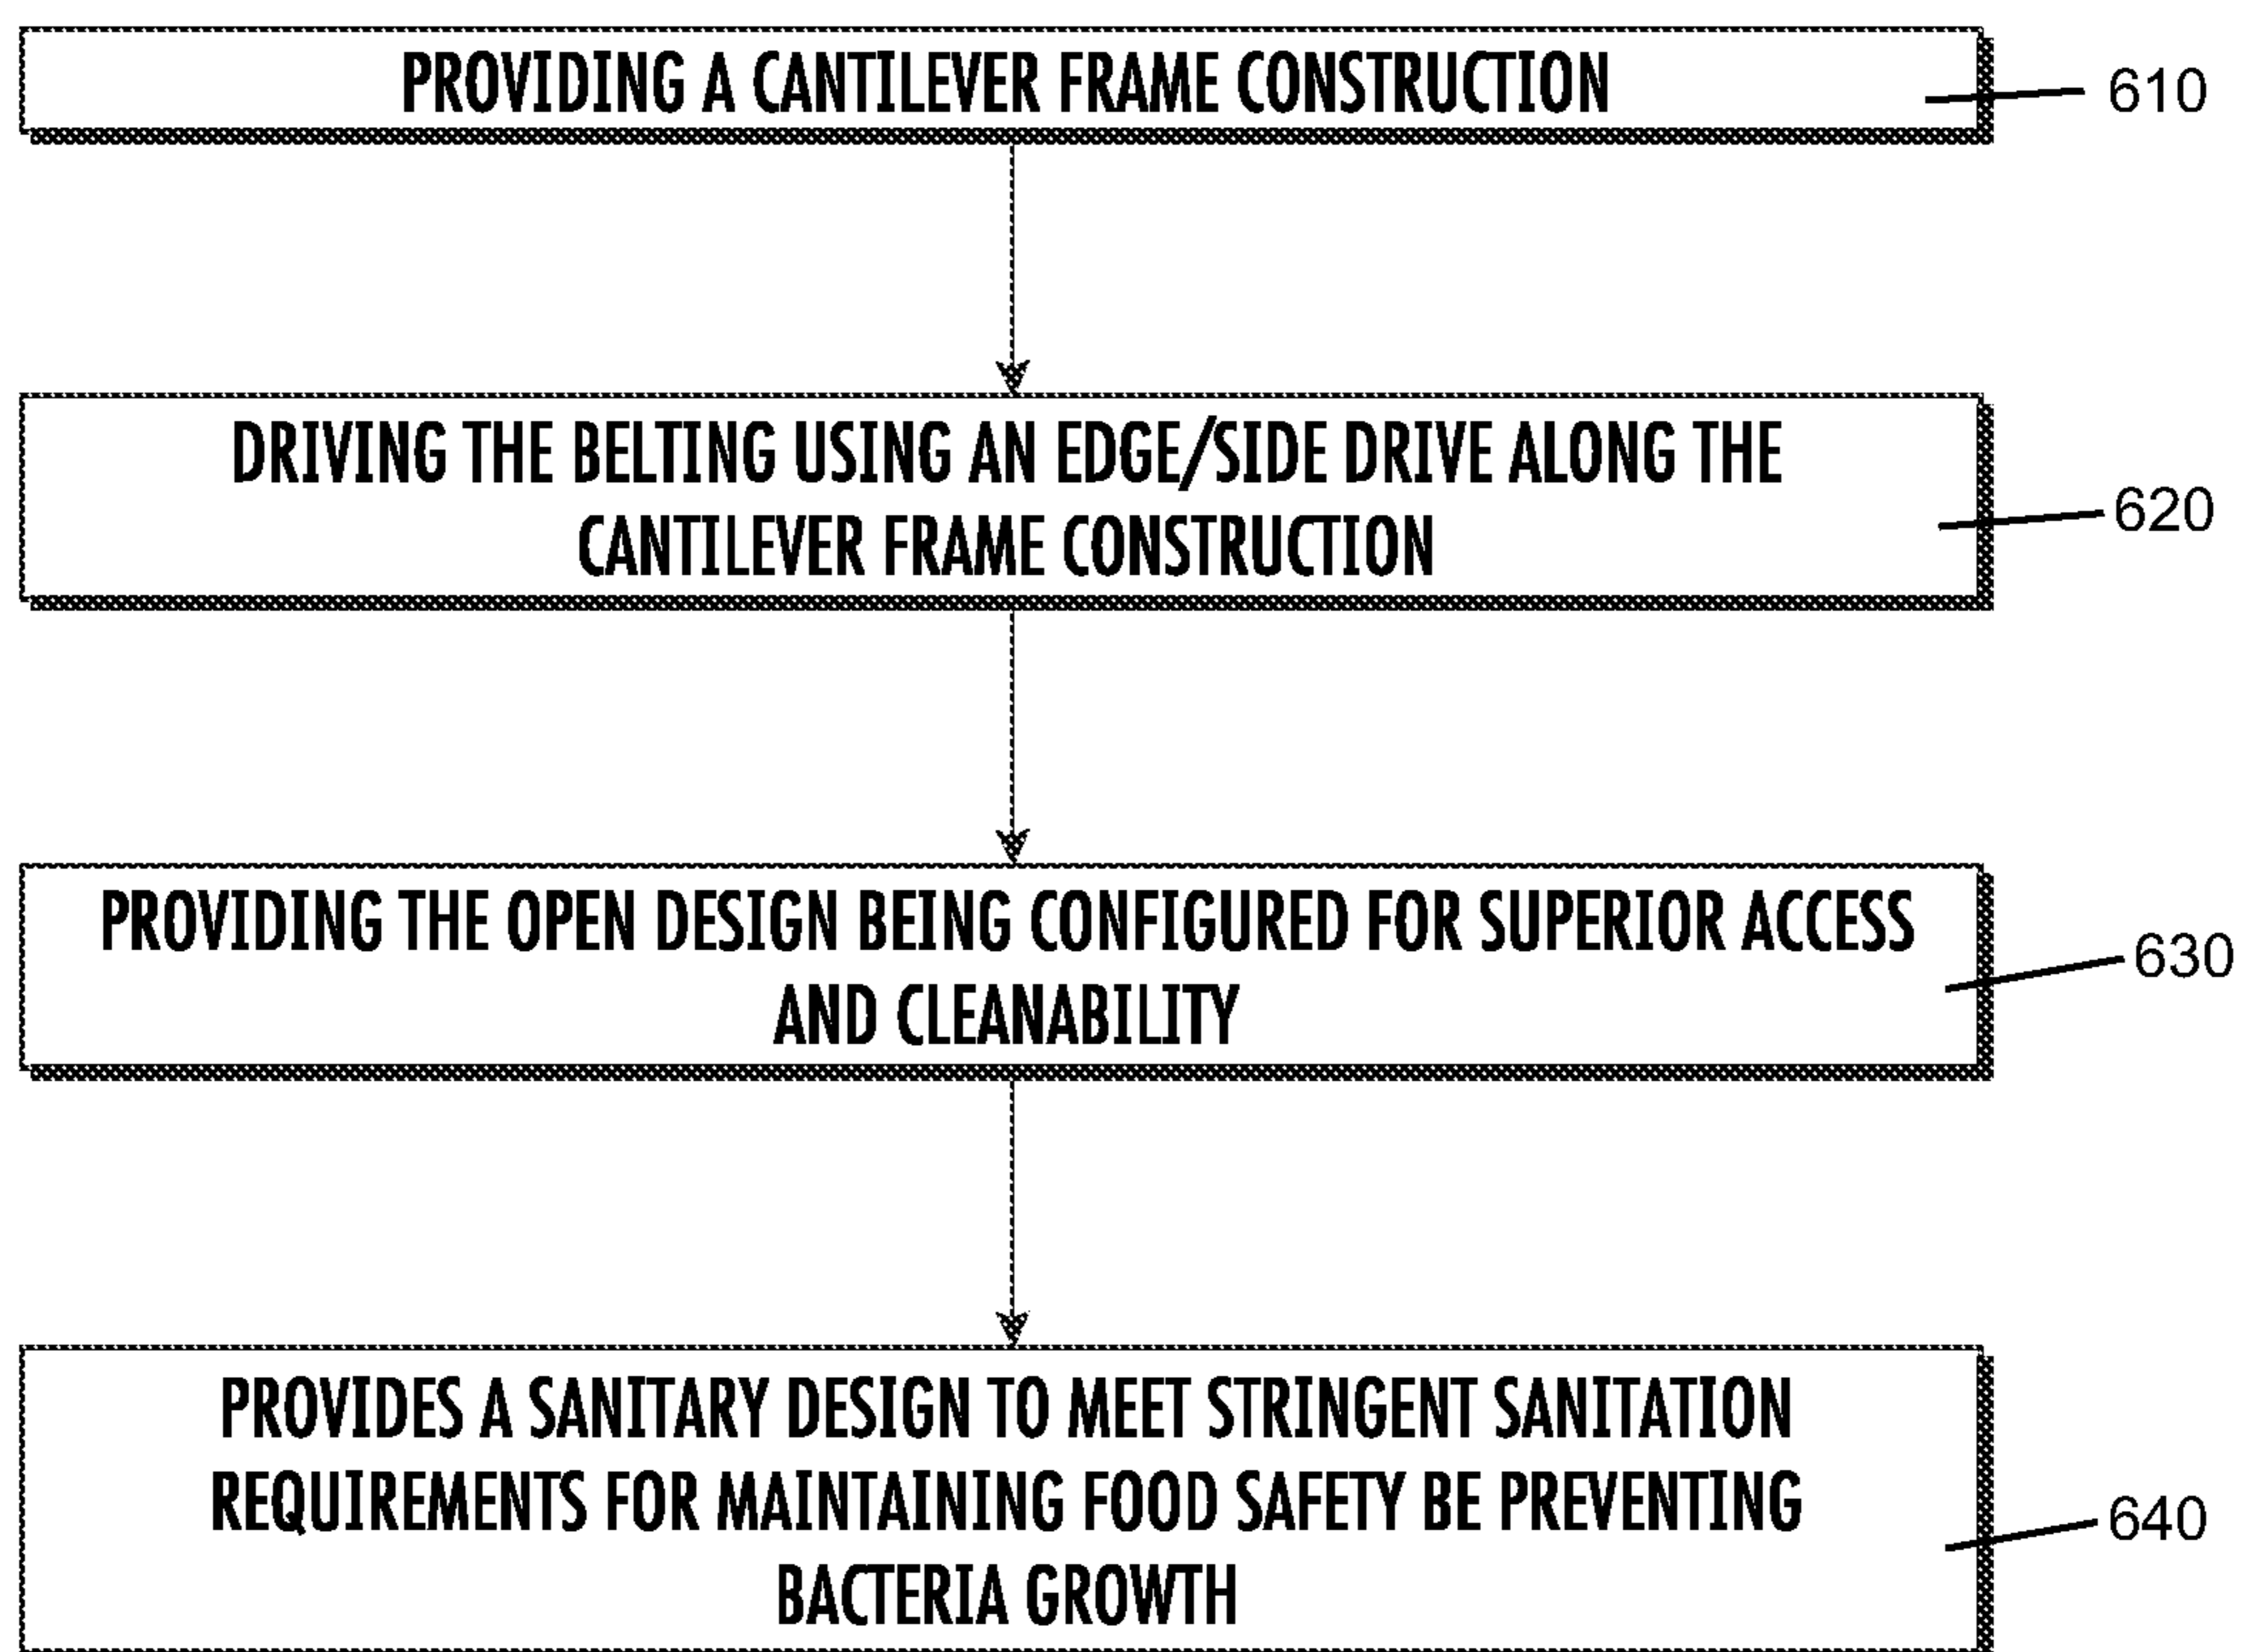 PROVIDING A CANTILEVER FRAME CONSTRUCTION
610
DRIVING THE BELTING USING AN EDGE/SIDE DRIVE ALONG THE
CANTILEVER FRAME CONSTRUCTION
620
PROVIDING THE OPEN DESIGN BEING CONFIGURED FOR SUPERIOR ACCESS
AND CLEANABILITY
630
PROVIDES A SANITARY DESIGN TO MEET STRINGENT SANITATION
REQUIREMENTS FOR MAINTAINING FOOD SAFETY BE PREVENTING
BACTERIA GROWTH
640